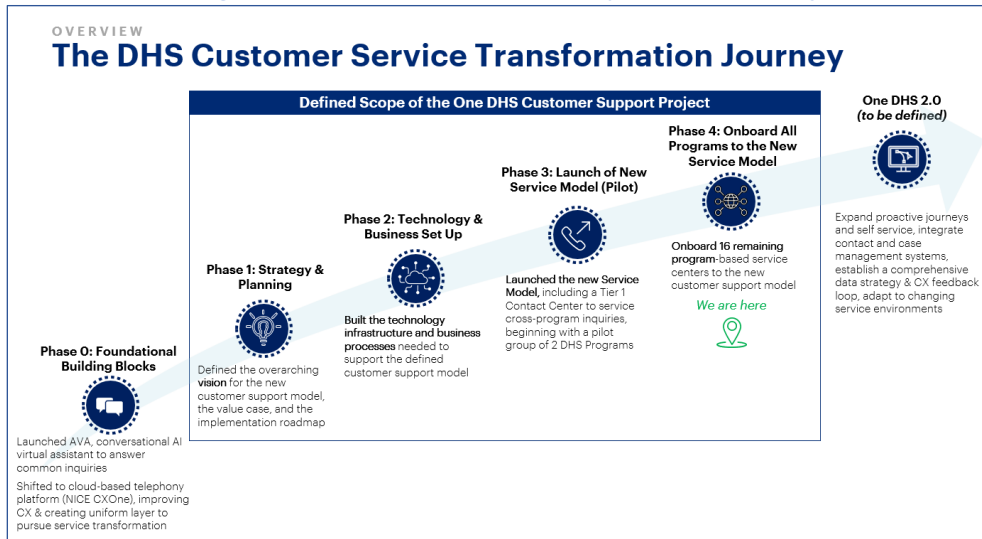 OVERVIEW
The DHS Customer Service Transformation Journey
Defined Scope of the One DHS Customer Support Project
Phase 0: Foundational
Building Blocks
Launched AVA, conversational AI
virtual assistant to answer
common inquiries
Shifted to cloud-based telephony
platform (NICE CXOne), improving
CX & creating uniform layer to
pursue service transformation
Phase 1: Strategy &
Planning
Defined the overarching
vision for the new
customer support model,
the value case, and the
implementation roadmap
Phase 2: Technology &
Business Set Up
Built the technology
infrastructure and business
processes needed to
support the defined
customer support model
Phase 3: Launch of New
Service Model (Pilot)
Launched the new Service
Model, including a Tier 1
Contact Center to service
cross-program inquiries,
beginning with a pilot
group of 2 DHS Programs
Phase 4: Onboard All
Programs to the New
Service Model
Onboard 16 remaining
program-based service
centers to the new
customer support model
We are here
One DHS 2.0
(to be defined)
Expand proactive journeys
and self service, integrate
contact and case
management systems,
establish a comprehensive
data strategy & CX feedback
loop, adapt to changing
service environments